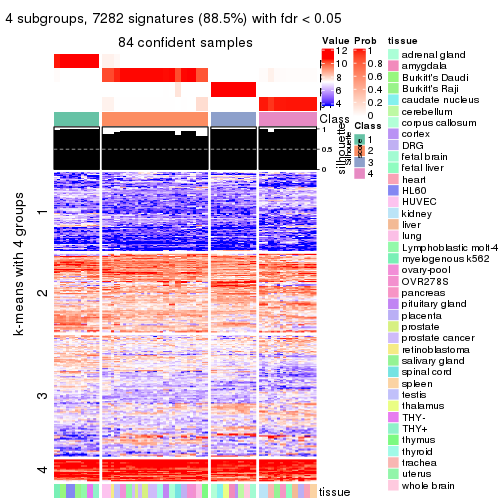 4 subgroups, 7282 signatures (88.5%) with fdr < 0.05
84 confident samples
Value
12
10
8
6
4
Prob
1
0.8
0.6
0.4
0.2
0
Class
1
2
3
4
Class
1
0.5
0
silhouette
k-means with 4 groups
1
2
3
4
tissue
tissue
adrenal gland
amygdala
Burkitt's Daudi
Burkitt's Raji
caudate nucleus
cerebellum
corpus callosum
cortex
DRG
fetal brain
fetal liver
heart
HL60
HUVEC
kidney
liver
lung
Lymphoblastic molt-4
myelogenous k562
ovary-pool
OVR278S
pancreas
pituitary gland
placenta
prostate
prostate cancer
retinoblastoma
salivary gland
spinal cord
spleen
testis
thalamus
THY-
THY+
thymus
thyroid
trachea
uterus
whole brain